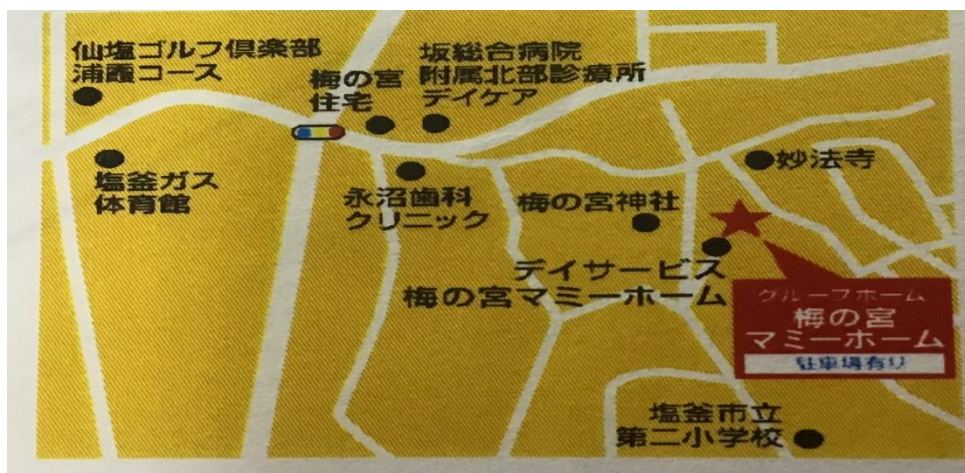 仙塩ゴルフ倶楽部
浦霞コース
坂総合病院
附属北部診療所
デイケア
梅の宮
住宅
塩釜ガス
体育館
永沼歯科
クリニック
妙法寺
梅の宮神社
デイサービス
梅の宮マミーホーム
グループホーム
梅の宮
マミーホーム
駐車場有り
塩釜市立
第二小学校